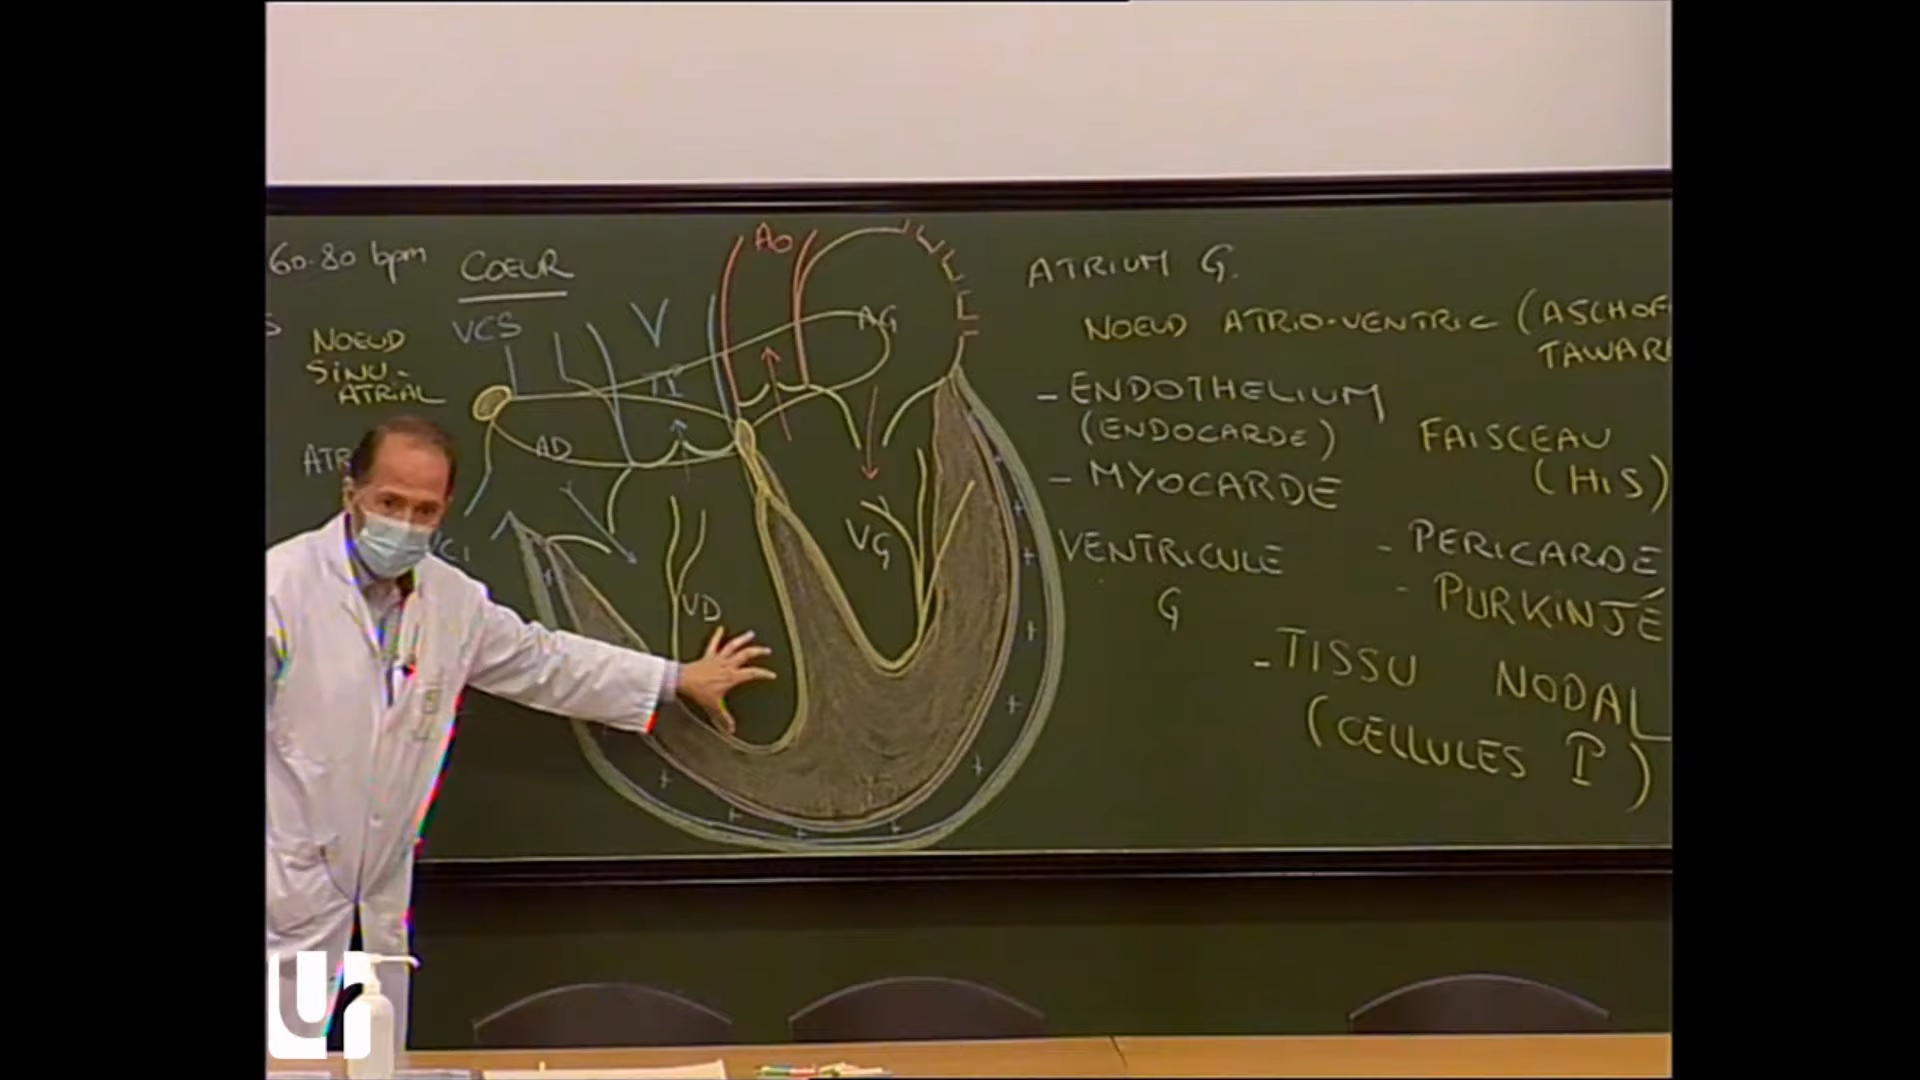 60-80 bpm
COEUR
NOEUD
SINU-
ATRIAL
VCS
V
Ao
AG
AD
VG
VD
ATRIUM G.
NOEUD ATRIO-VENTRIC (ASCHOF
TAWAR
- ENDOTHELIUM
(ENDOCARDE)
- MYOCARDE
FAISCEAU
(HIS)
VENTRICULE
G
- PERICARDE
- PURKINJÉ
- TISSU NODAL
(CELLULES P)